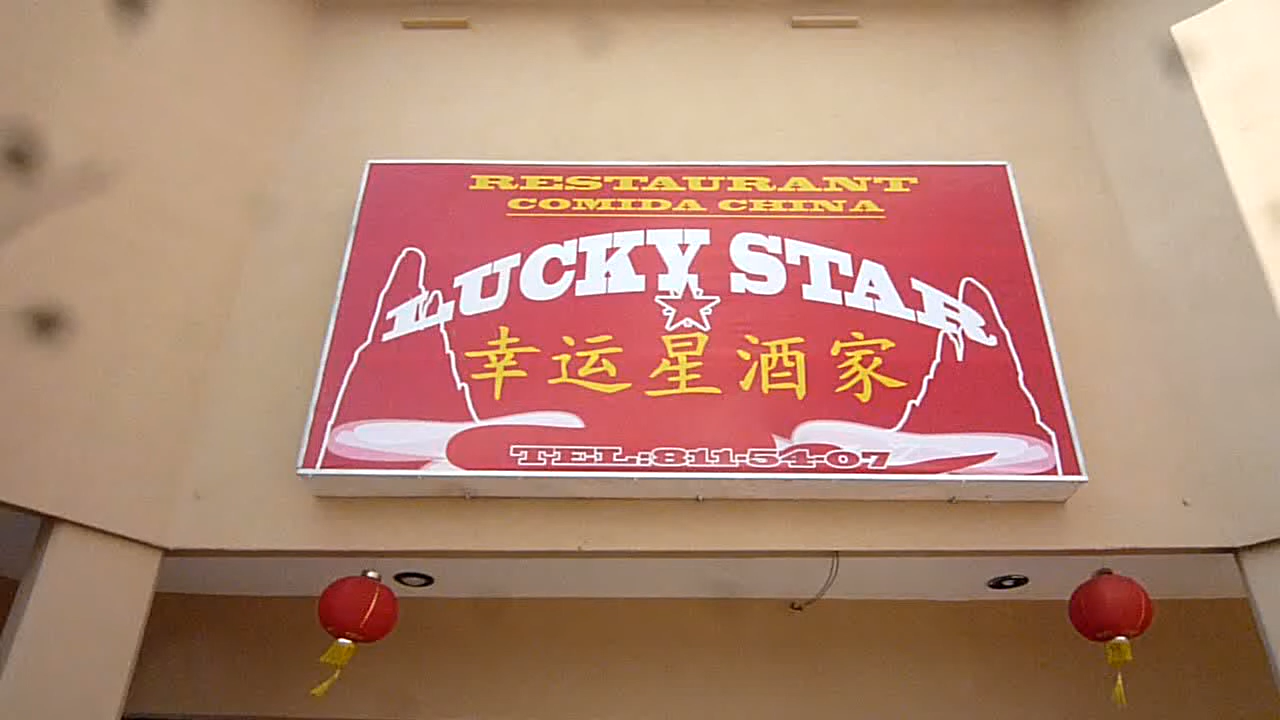 RESTAURANT
COMIDA CHINA
LUCKY STAR
幸运星酒家
TEL.:811-54-07